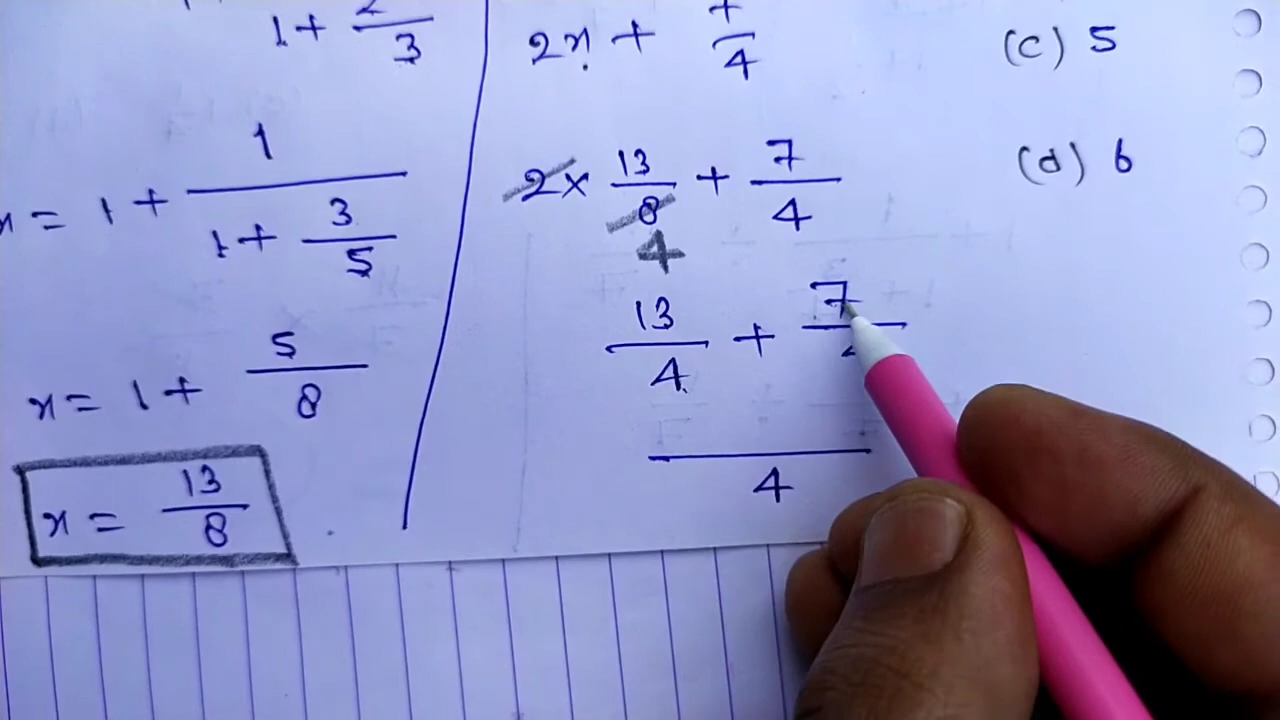 1 + 2/3
x = 1 + 1/(1 + 3/5)
x = 1 + 5/8
x = 13/8
2x + 7/4
2 × 13/8 + 7/4
4
13/4 + 7/4
/4
(c) 5
(d) 6